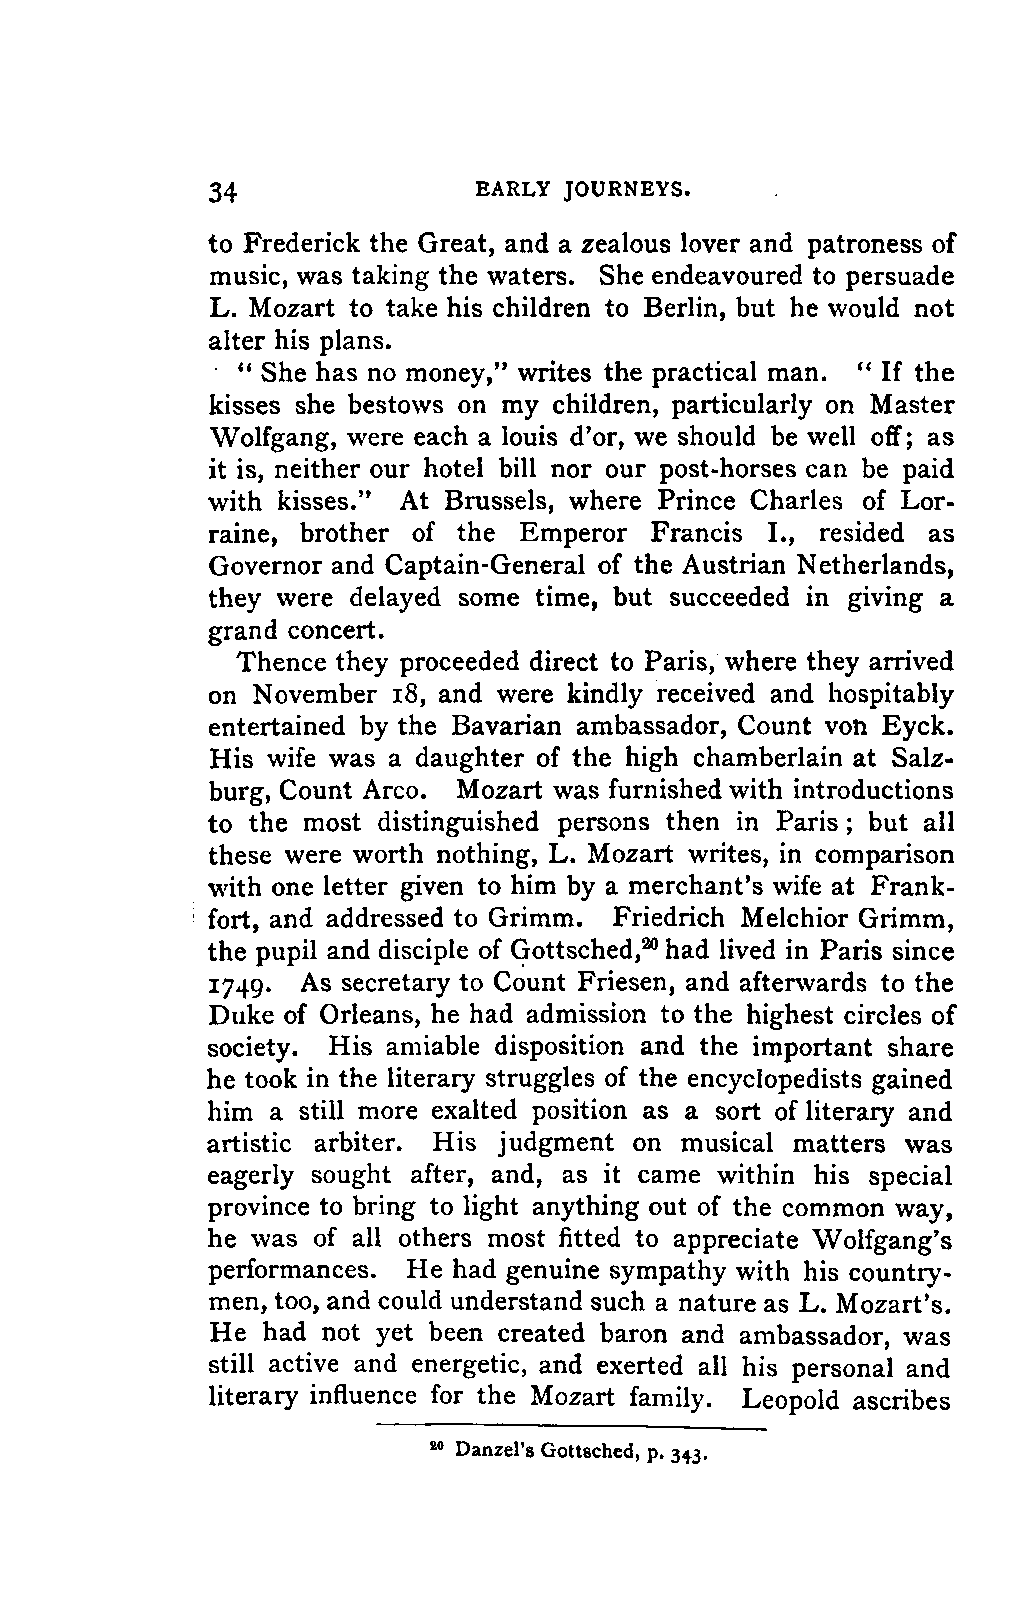 34 EARLY JOURNEYS.
to Frederick the Great, and a zealous lover and patroness of
music, was taking the waters. She endeavoured to persuade
L. Mozart to take his children to Berlin, but he would not
alter his plans.
“ She has no money,” writes the practical man. “ If the
kisses she bestows on my children, particularly on Master
Wolfgang, were each a louis d'or, we should be well off; as
it is, neither our hotel bill nor our post-horses can be paid
with kisses.” At Brussels, where Prince Charles of Lor-
raine, brother of the Emperor Francis I., resided as
Governor and Captain-General of the Austrian Netherlands,
they were delayed some time, but succeeded in giving a
grand concert.
Thence they proceeded direct to Paris, where they arrived
on November 18, and were kindly received and hospitably
entertained by the Bavarian ambassador, Count von Eyck.
His wife was a daughter of the high chamberlain at Salz-
burg, Count Arco. Mozart was furnished with introductions
to the most distinguished persons then in Paris ; but all
these were worth nothing, L. Mozart writes, in comparison
with one letter given to him by a merchant's wife at Frank-
fort, and addressed to Grimm. Friedrich Melchior Grimm,
the pupil and disciple of Gottsched,²⁰ had lived in Paris since
1749. As secretary to Count Friesen, and afterwards to the
Duke of Orleans, he had admission to the highest circles of
society. His amiable disposition and the important share
he took in the literary struggles of the encyclopedists gained
him a still more exalted position as a sort of literary and
artistic arbiter. His judgment on musical matters was
eagerly sought after, and, as it came within his special
province to bring to light anything out of the common way,
he was of all others most fitted to appreciate Wolfgang's
performances. He had genuine sympathy with his country-
men, too, and could understand such a nature as L. Mozart's.
He had not yet been created baron and ambassador, was
still active and energetic, and exerted all his personal and
literary influence for the Mozart family. Leopold ascribes
²⁰ Danzel's Gottsched, p. 343.